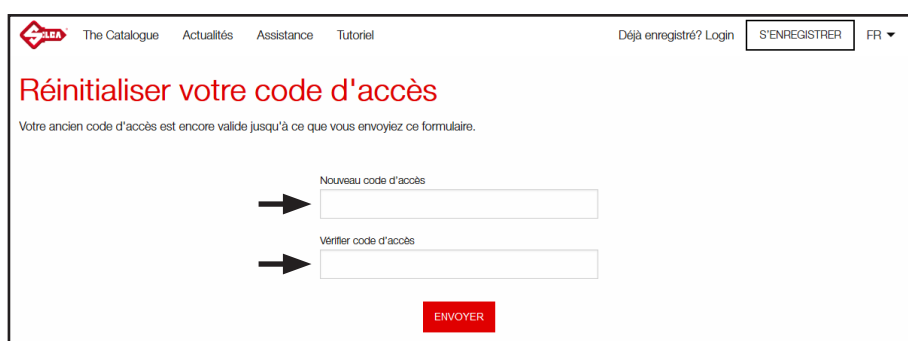 SILCA The Catalogue Actualités Assistance Tutoriel Déjà enregistré? Login S'ENREGISTRER FR
Réinitialiser votre code d'accès
Votre ancien code d'accès est encore valide jusqu'à ce que vous envoyiez ce formulaire.
Nouveau code d'accès
Vérifier code d'accès
ENVOYER